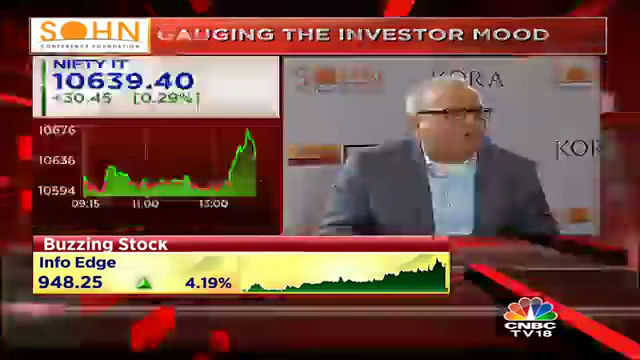 SOHN
CONFERENCE FOUNDATION
GAUGING THE INVESTOR MOOD
NIFTY IT
10639.40
+30.45 [0.29%]
SOHN
KORA
10676
10636
10594
KOR
09:15 11:00 13:00
Buzzing Stock
Info Edge
948.25 4.19%
CNBC
TV18